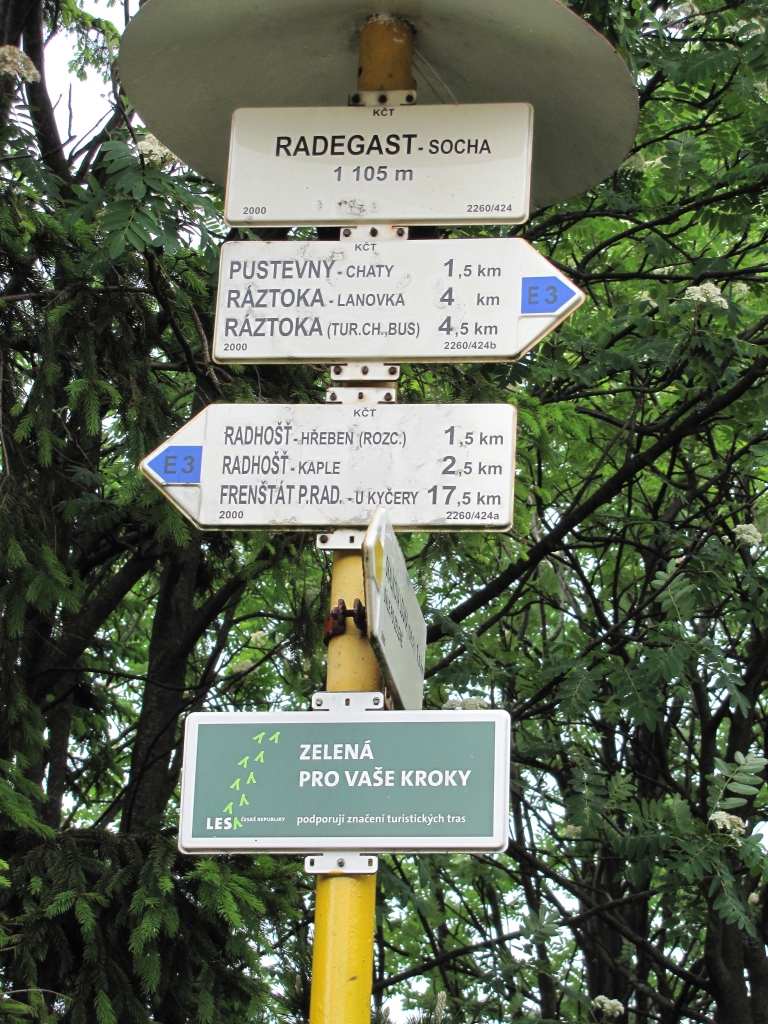 KČT
RADEGAST - SOCHA
1 105 m
2000 2260/424
KČT
PUSTEVNY - CHATY 1,5 km
RÁZTOKA - LANOVKA 4 km
RÁZTOKA (TUR.CH.,BUS) 4,5 km
E 3
2000 2260/424b
KČT
RADHOŠŤ - HŘEBEN (ROZC.) 1,5 km
RADHOŠŤ - KAPLE 2,5 km
FRENŠTÁT P.RAD. - U KYČERY 17,5 km
E 3
2000 2260/424a
ZELENÁ
PRO VAŠE KROKY
LESY ČESKÉ REPUBLIKY podporují značení turistických tras